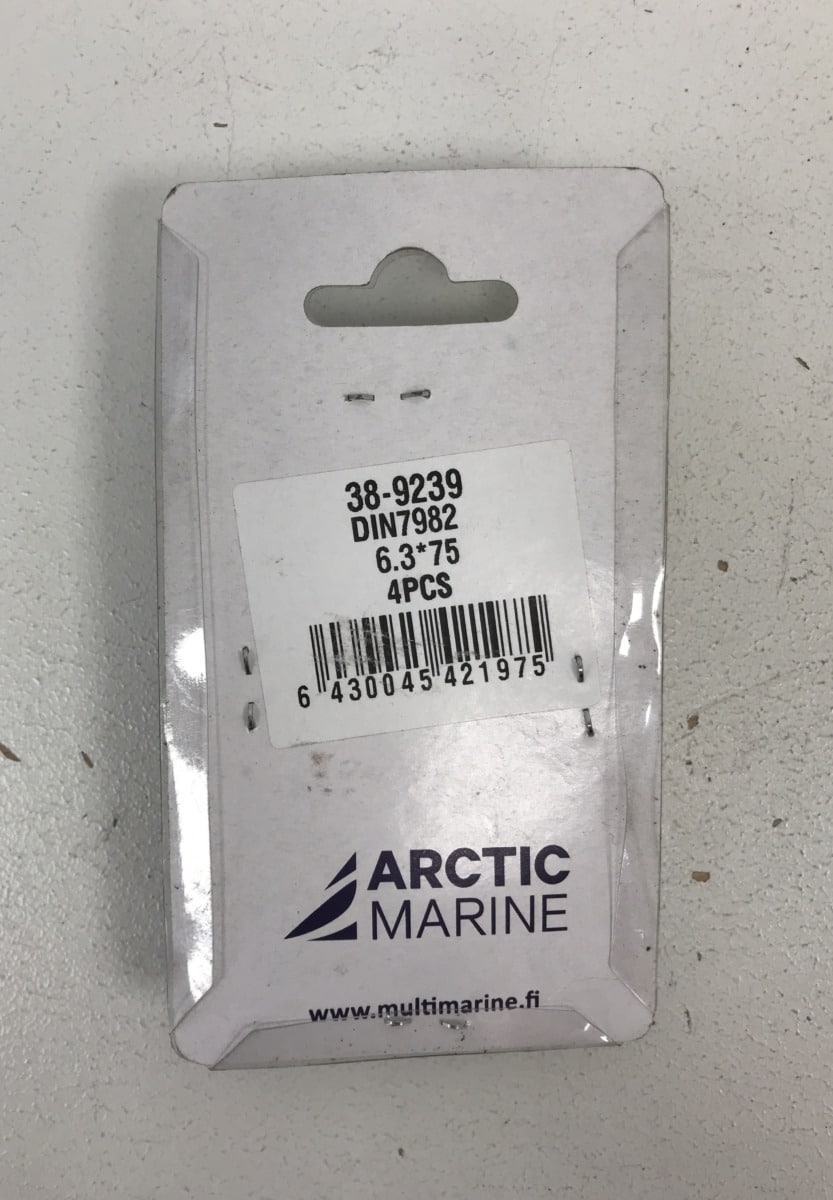 38-9239
DIN7982
6.3*75
4PCS
6 430045 421975
ARCTIC
MARINE
www.multimarine.fi